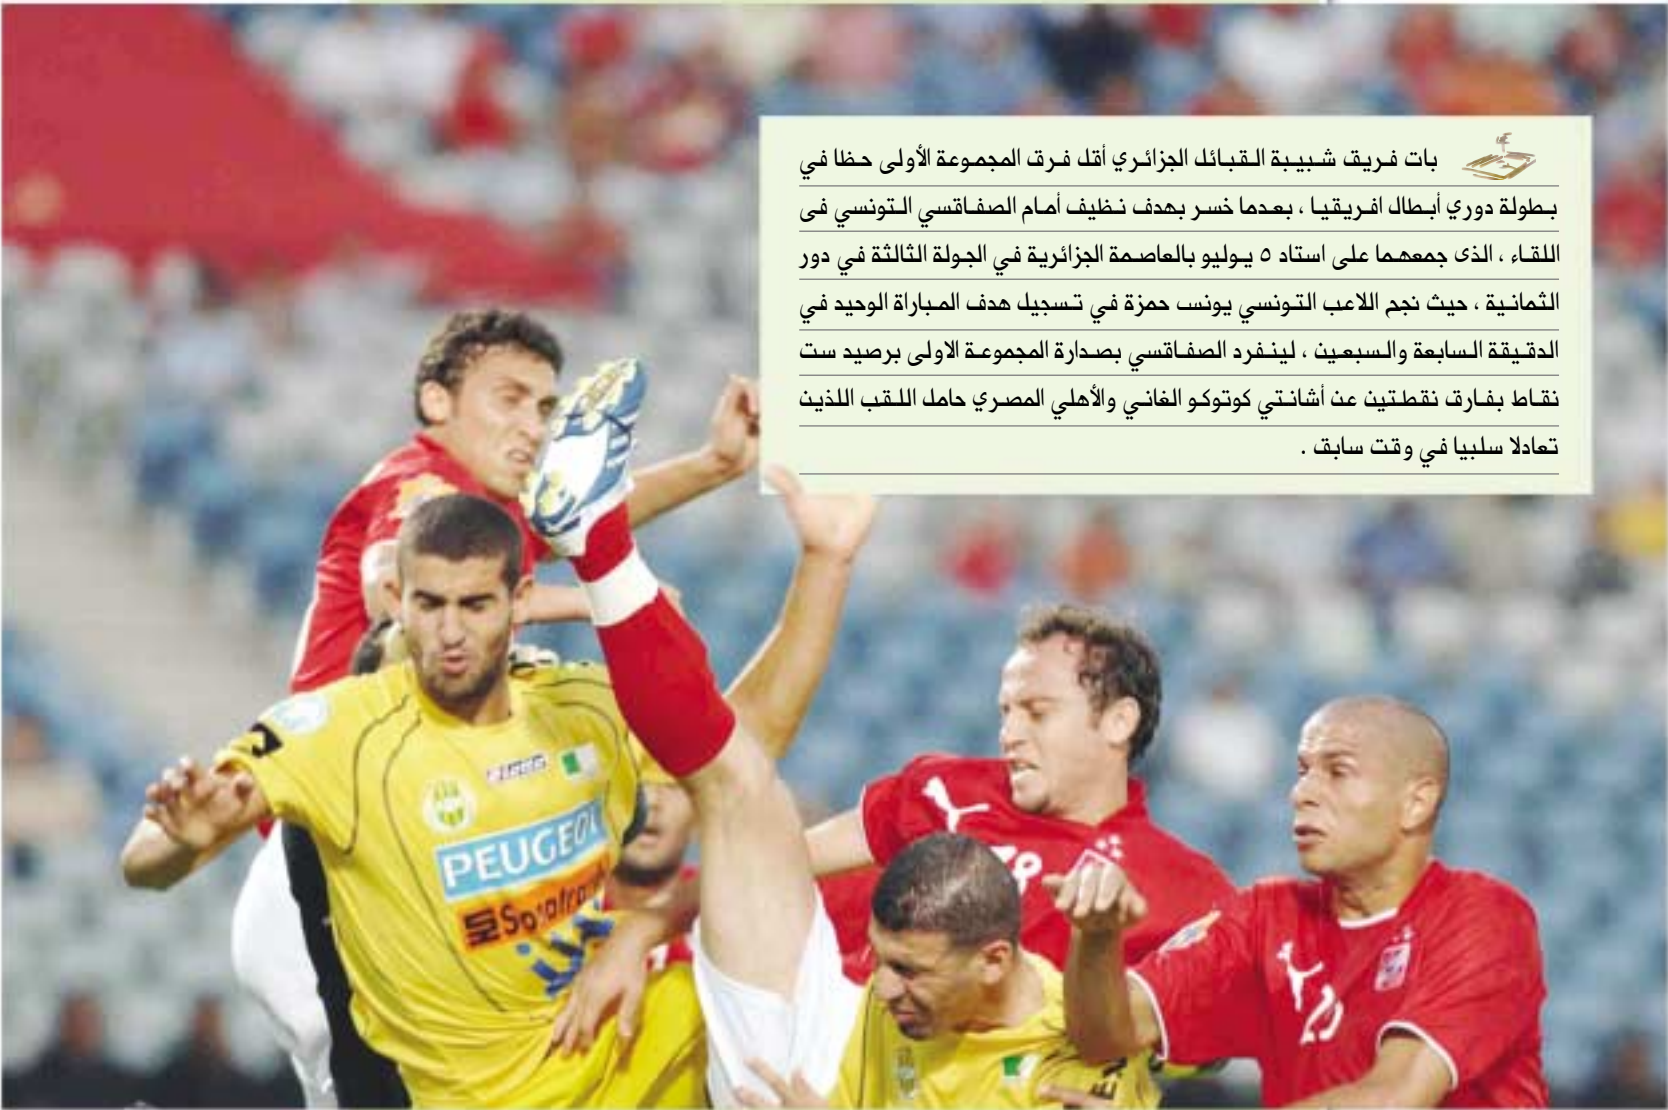 بات فريق شبيبة القبائل الجزائري أقل فرق المجموعة الأولى حظا في
بطولة دوري أبطال افريقيا ، بعدما خسر بهدف نظيف أمام الصفاقسي التونسي فى
اللقاء ، الذى جمعهما على استاد ٥ يوليو بالعاصمة الجزائرية في الجولة الثالثة في دور
الثمانية ، حيث نجح اللاعب التونسي يونس حمزة في تسجيل هدف المباراة الوحيد في
الدقيقة السابعة والسبعين ، لينفرد الصفاقسي بصدارة المجموعة الاولى برصيد ست
نقاط بفارق نقطتين عن أشانتي كوتوكو الغاني والأهلي المصري حامل اللقب اللذين
تعادلا سلبيا في وقت سابق .
PEUGEOT